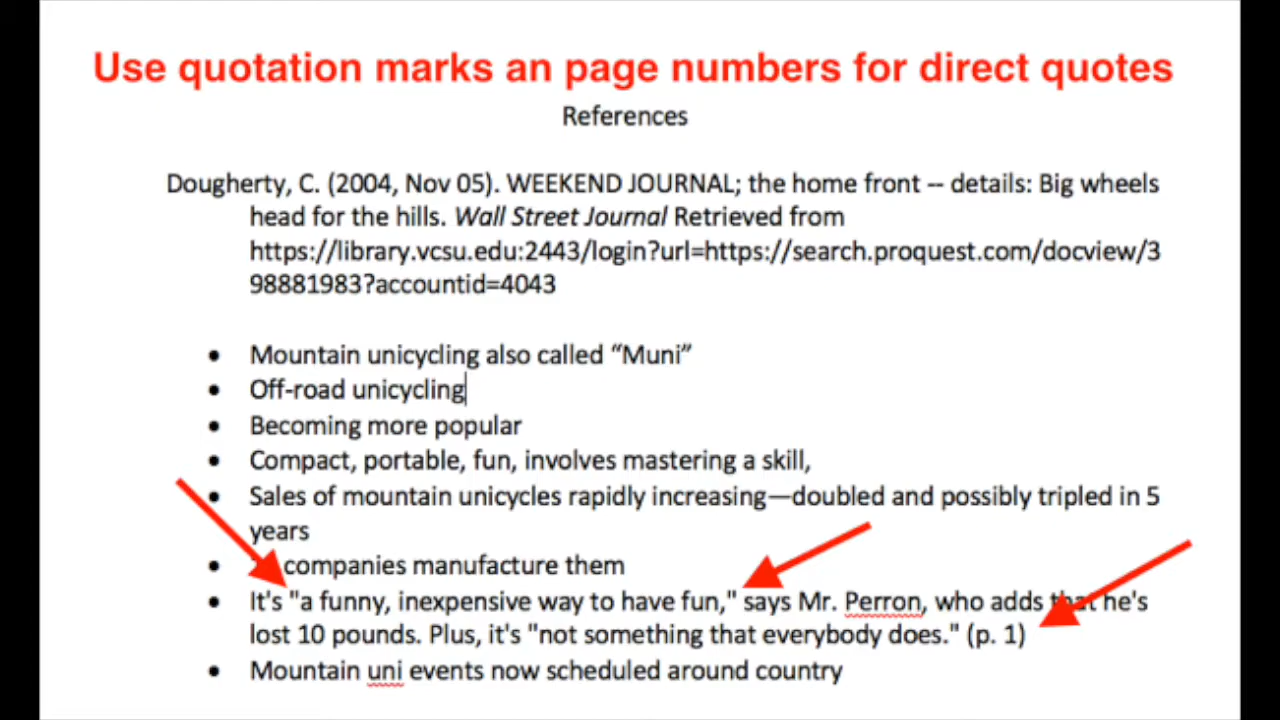 Use quotation marks an page numbers for direct quotes
References
Dougherty, C. (2004, Nov 05). WEEKEND JOURNAL; the home front -- details: Big wheels
head for the hills. Wall Street Journal Retrieved from
https://library.vcsu.edu:2443/login?url=https://search.proquest.com/docview/3
98881983?accountid=4043
• Mountain unicycling also called “Muni”
• Off-road unicycling
• Becoming more popular
• Compact, portable, fun, involves mastering a skill,
• Sales of mountain unicycles rapidly increasing—doubled and possibly tripled in 5
years
• companies manufacture them
• It's "a funny, inexpensive way to have fun," says Mr. Perron, who adds that he's
lost 10 pounds. Plus, it's "not something that everybody does." (p. 1)
• Mountain uni events now scheduled around country